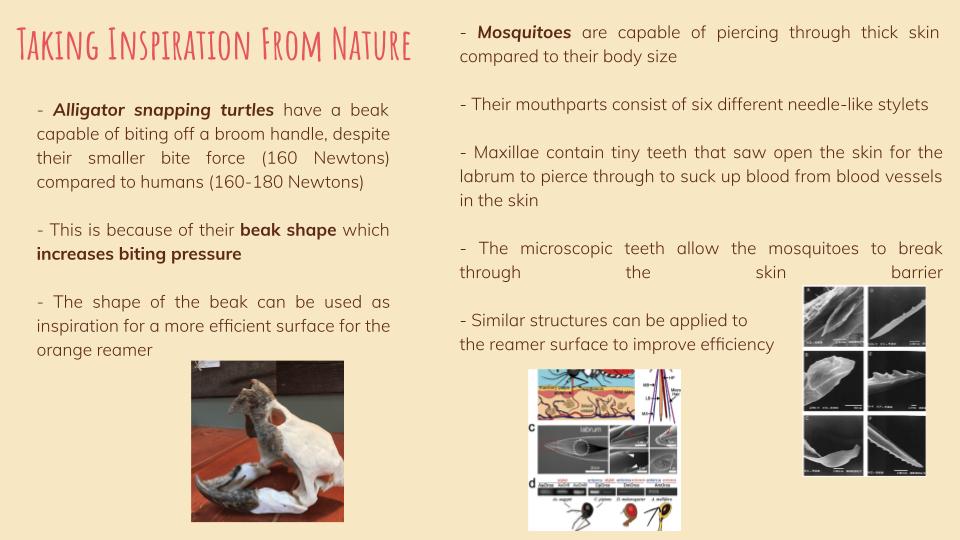 Taking Inspiration From Nature
- Alligator snapping turtles have a beak
capable of biting off a broom handle, despite
their smaller bite force (160 Newtons)
compared to humans (160-180 Newtons)
- This is because of their beak shape which
increases biting pressure
- The shape of the beak can be used as
inspiration for a more efficient surface for the
orange reamer
- Mosquitoes are capable of piercing through thick skin
compared to their body size
- Their mouthparts consist of six different needle-like stylets
- Maxillae contain tiny teeth that saw open the skin for the
labrum to pierce through to suck up blood from blood vessels
in the skin
- The microscopic teeth allow the mosquitoes to break
through the skin barrier
- Similar structures can be applied to
the reamer surface to improve efficiency
c
labrum
d